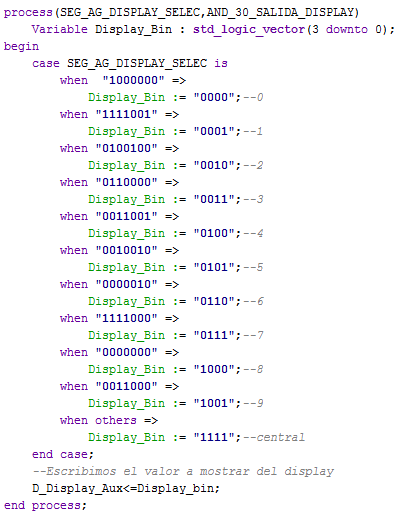 process(SEG_AG_DISPLAY_SELEC,AND_30_SALIDA_DISPLAY)
    Variable Display_Bin : std_logic_vector(3 downto 0);
begin
    case SEG_AG_DISPLAY_SELEC is
        when  "1000000" =>
            Display_Bin := "0000";--0
        when "1111001" =>
            Display_Bin := "0001";--1
        when "0100100" =>
            Display_Bin := "0010";--2
        when "0110000" =>
            Display_Bin := "0011";--3
        when "0011001" =>
            Display_Bin := "0100";--4
        when "0010010" =>
            Display_Bin := "0101";--5
        when "0000010" =>
            Display_Bin := "0110";--6
        when "1111000" =>
            Display_Bin := "0111";--7
        when "0000000" =>
            Display_Bin := "1000";--8
        when "0011000" =>
            Display_Bin := "1001";--9
        when others =>
            Display_Bin := "1111";--central
    end case;
    --Escribimos el valor a mostrar del display
    D_Display_Aux<=Display_bin;
end process;